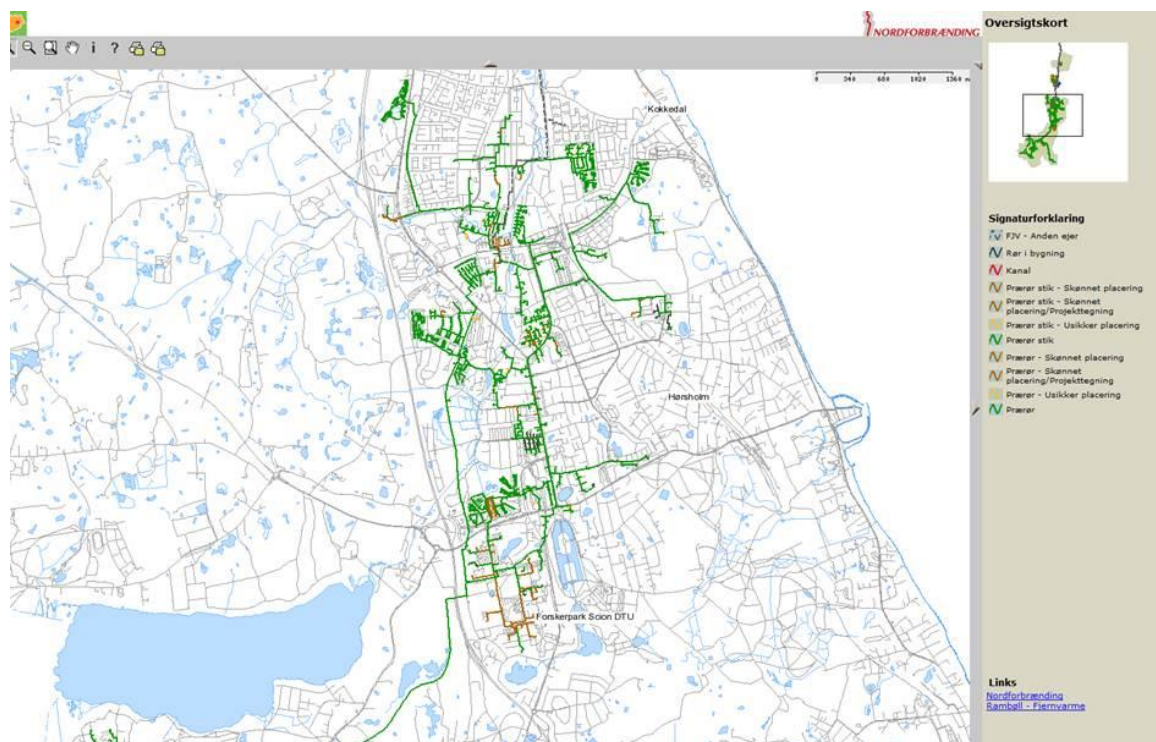 NORDFORBRÆNDING
Oversigtskort
i ?
0 340 680 1020 1360 m
Kokkedal
Hørsholm
Forskerpark Scion DTU
Signaturforklaring
FJV - Anden ejer
Rør i bygning
Kanal
Prærør stik - Skønnet placering
Prærør stik - Skønnet
placering/Projekttegning
Prærør stik - Usikker placering
Prærør stik
Prærør - Skønnet placering
Prærør - Skønnet
placering/Projekttegning
Prærør - Usikker placering
Prærør
Links
Nordforbrænding
Rambøll - Fjernvarme